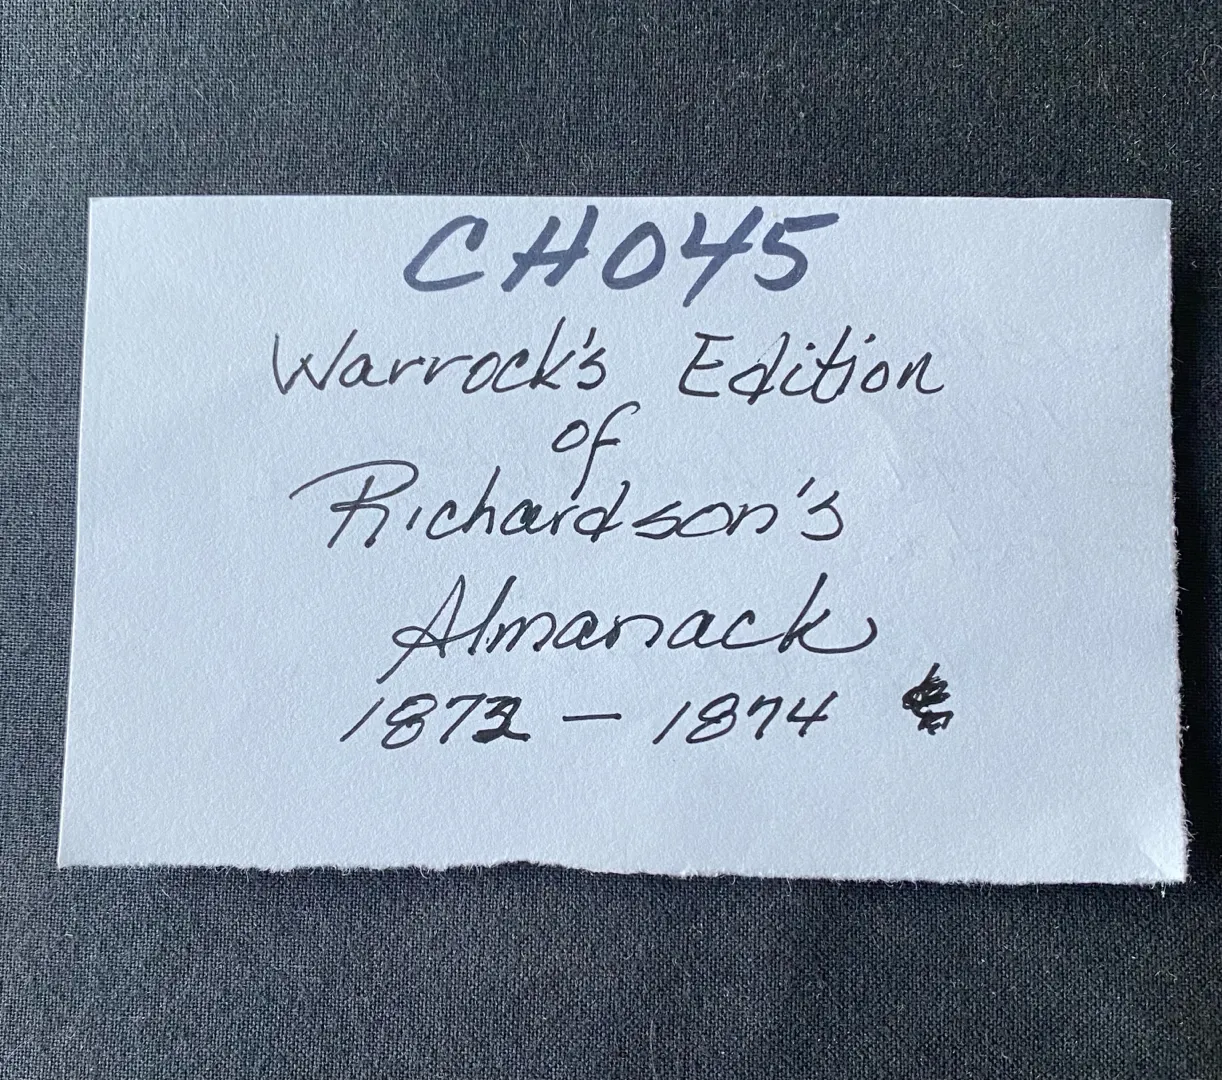 CH045
Warrock's Edition
of
Richardson's
Almanack
1872 — 1874